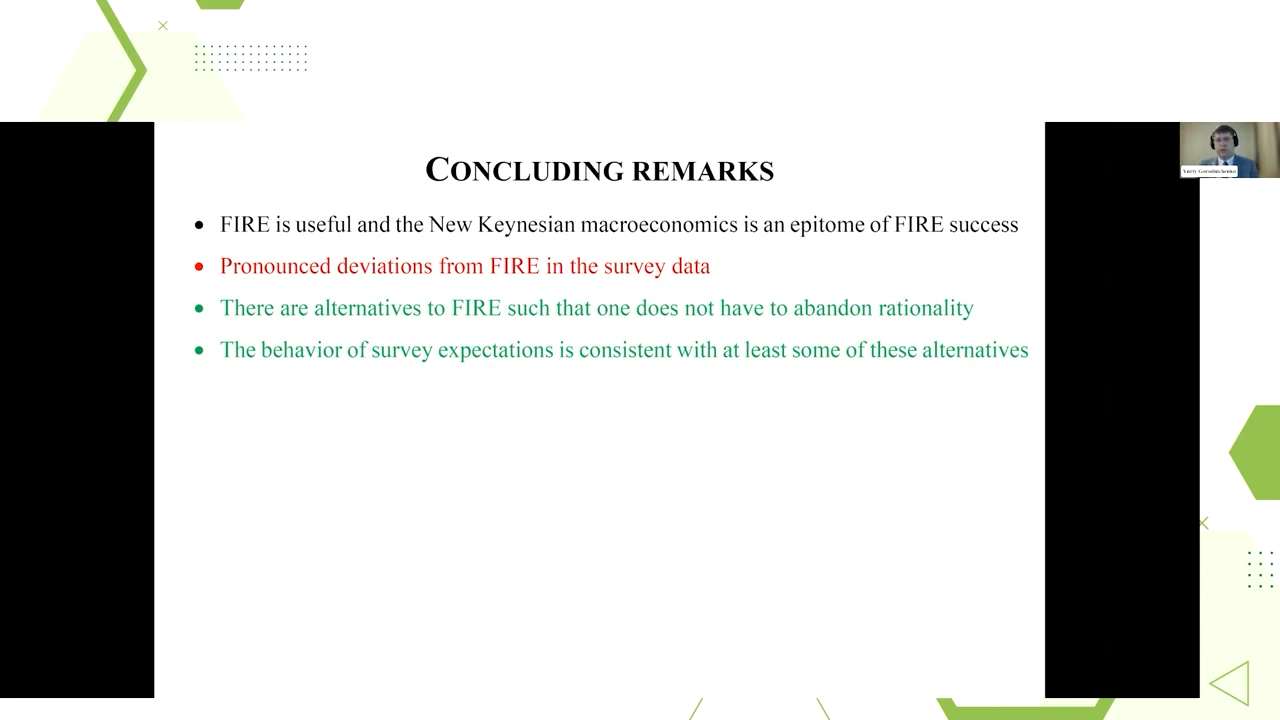 CONCLUDING REMARKS
Yuriy Gorodnichenko
• FIRE is useful and the New Keynesian macroeconomics is an epitome of FIRE success
• Pronounced deviations from FIRE in the survey data
• There are alternatives to FIRE such that one does not have to abandon rationality
• The behavior of survey expectations is consistent with at least some of these alternatives